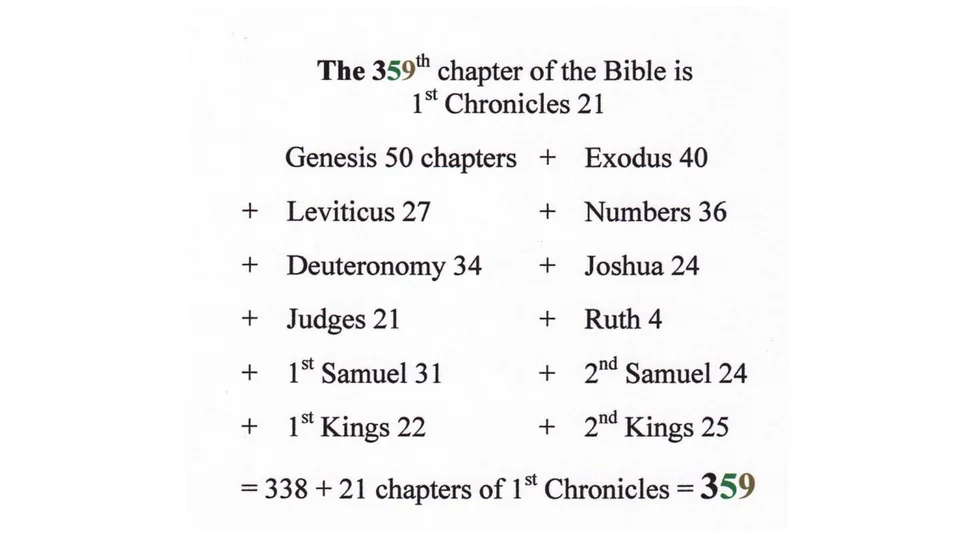 The 359th chapter of the Bible is
1st Chronicles 21
Genesis 50 chapters + Exodus 40
+ Leviticus 27 + Numbers 36
+ Deuteronomy 34 + Joshua 24
+ Judges 21 + Ruth 4
+ 1st Samuel 31 + 2nd Samuel 24
+ 1st Kings 22 + 2nd Kings 25
= 338 + 21 chapters of 1st Chronicles = 359